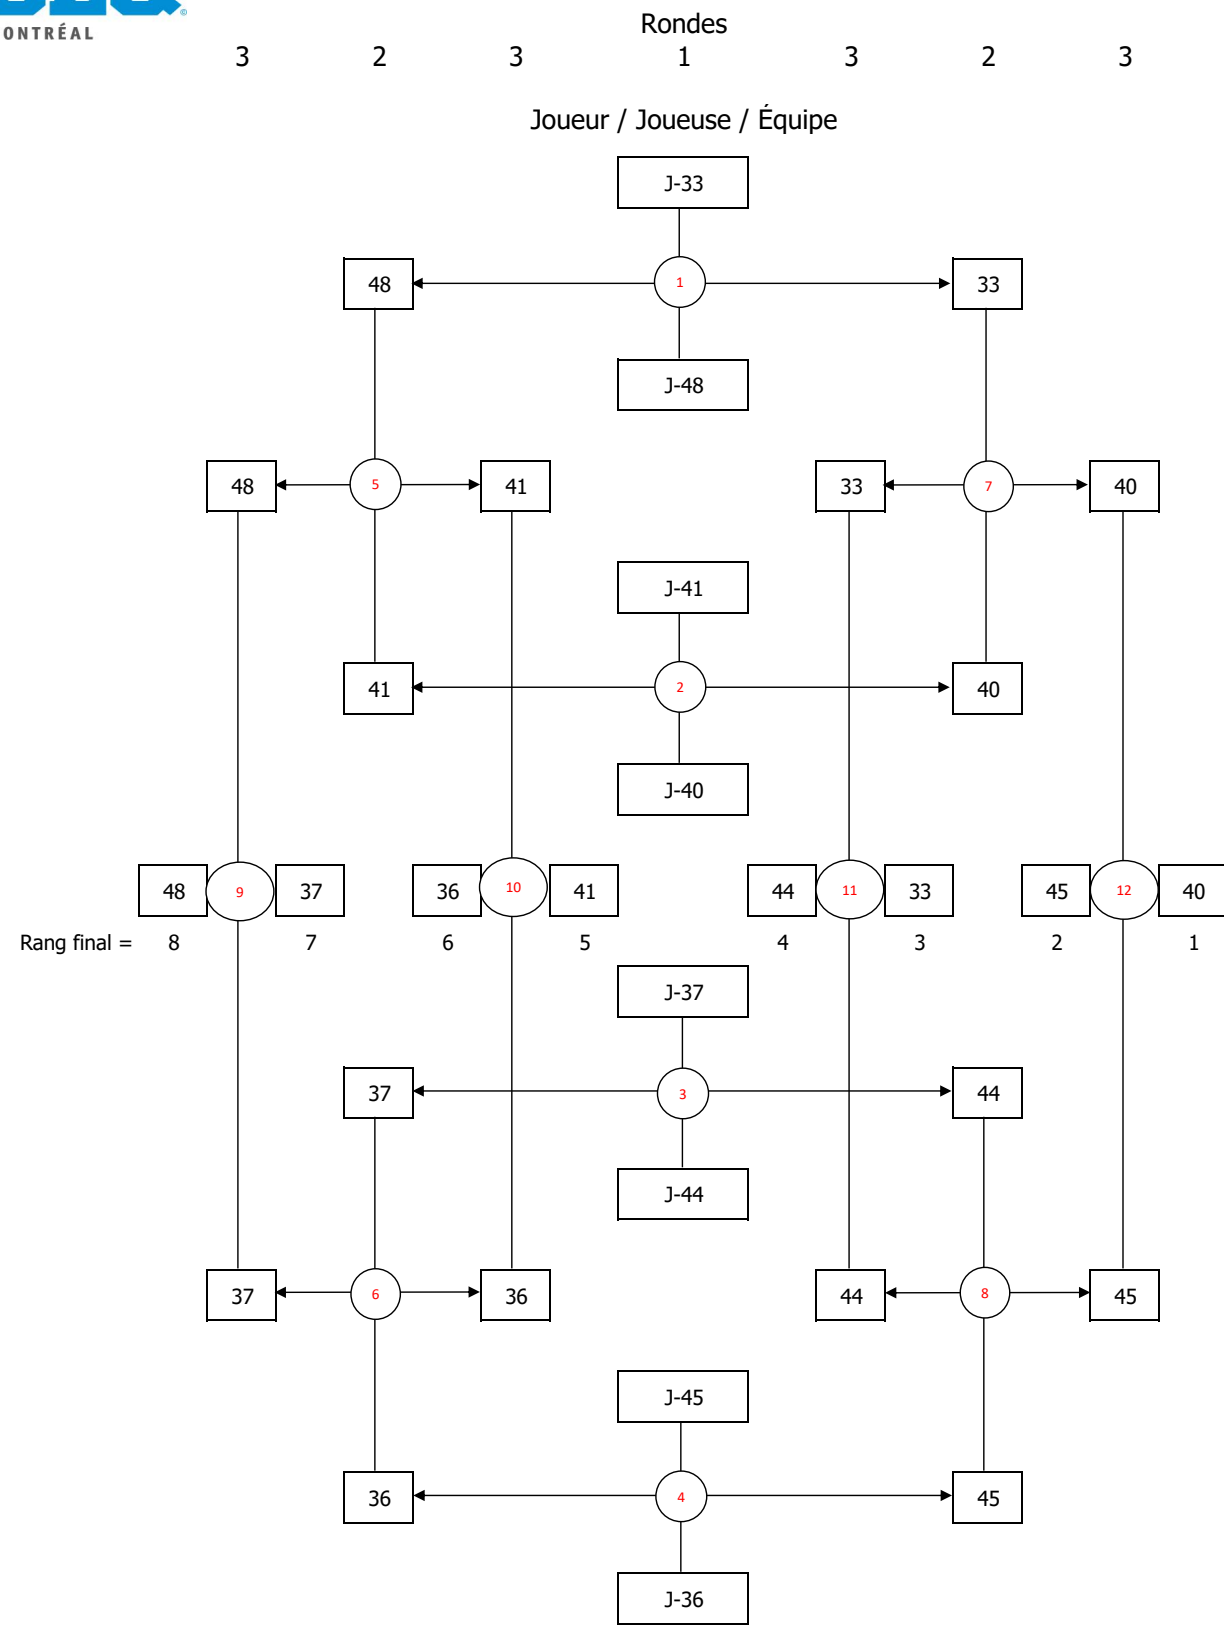 ONTRÉAL
Rondes
3 2 3 1 3 2 3
Joueur / Joueuse / Équipe
J-33
48 1 33
J-48
48 5 41 33 7 40
J-41
41 2 40
J-40
48 9 37 36 10 41 44 11 33 45 12 40
Rang final = 8 7 6 5 4 3 2 1
J-37
37 3 44
J-44
37 6 36 44 8 45
J-45
36 4 45
J-36